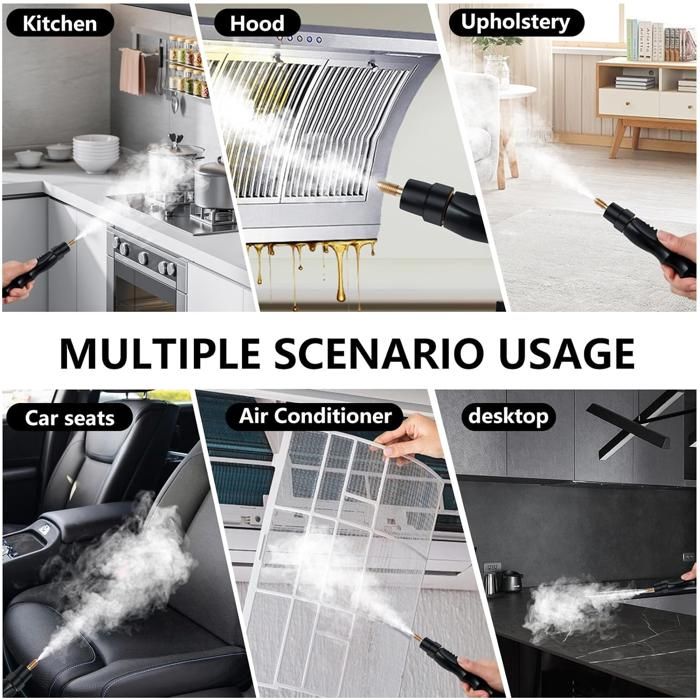 Kitchen
Hood
Upholstery
MULTIPLE SCENARIO USAGE
Car seats
Air Conditioner
desktop